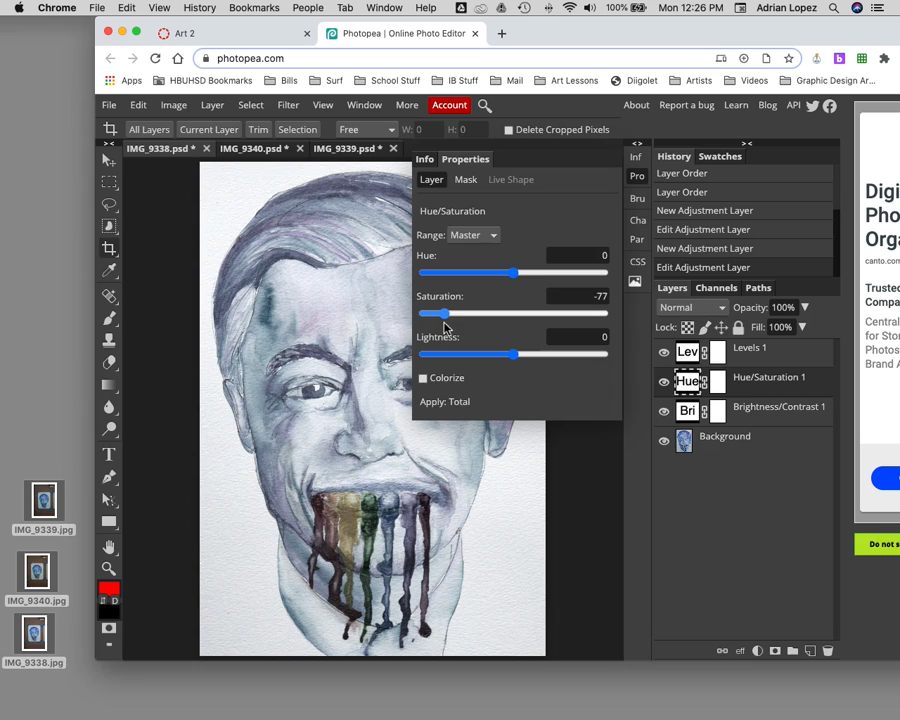 Chrome File Edit View History Bookmarks People Tab Window Help 100% Mon 12:26 PM Adrian Lopez
Art 2 × Photopea | Online Photo Editor × +
photopea.com
Apps HBUHSD Bookmarks Bills Surf School Stuff IB Stuff Mail Art Lessons Diigolet Artists Videos Graphic Design Ar...
File Edit Image Layer Select Filter View Window More Account About Report a bug Learn Blog API
All Layers Current Layer Trim Selection Free W: 0 H: 0 Delete Cropped Pixels
IMG_9338.psd * IMG_9340.psd * IMG_9339.psd *
Info Properties
Layer Mask Live Shape
Hue/Saturation
Range: Master
Hue: 0
Saturation: -77
Lightness: 0
Colorize
Apply: Total
Inf
Pro
Bru
Cha
Par
CSS
History Swatches
Layer Order
Layer Order
New Adjustment Layer
Edit Adjustment Layer
New Adjustment Layer
Edit Adjustment Layer
Layers Channels Paths
Normal Opacity: 100%
Lock: Fill: 100%
Lev Levels 1
Hue Hue/Saturation 1
Bri Brightness/Contrast 1
Background
eff
D
IMG_9339.jpg
IMG_9340.jpg
IMG_9338.jpg
Digi
Pho
Orga
canto.com
Trusted
Compa
Central
for Stor
Photos
Brand A
Do not s